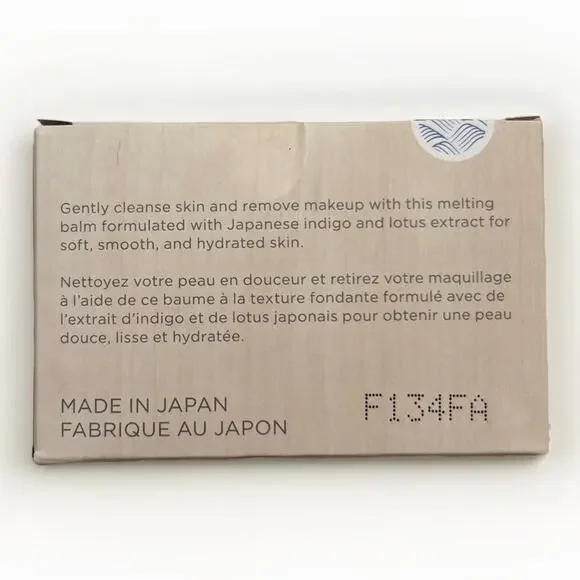 Gently cleanse skin and remove makeup with this melting
balm formulated with Japanese indigo and lotus extract for
soft, smooth, and hydrated skin.
Nettoyez votre peau en douceur et retirez votre maquillage
à l'aide de ce baume à la texture fondante formulé avec de
l'extrait d'indigo et de lotus japonais pour obtenir une peau
douce, lisse et hydratée.
MADE IN JAPAN
FABRIQUE AU JAPON
F134FA